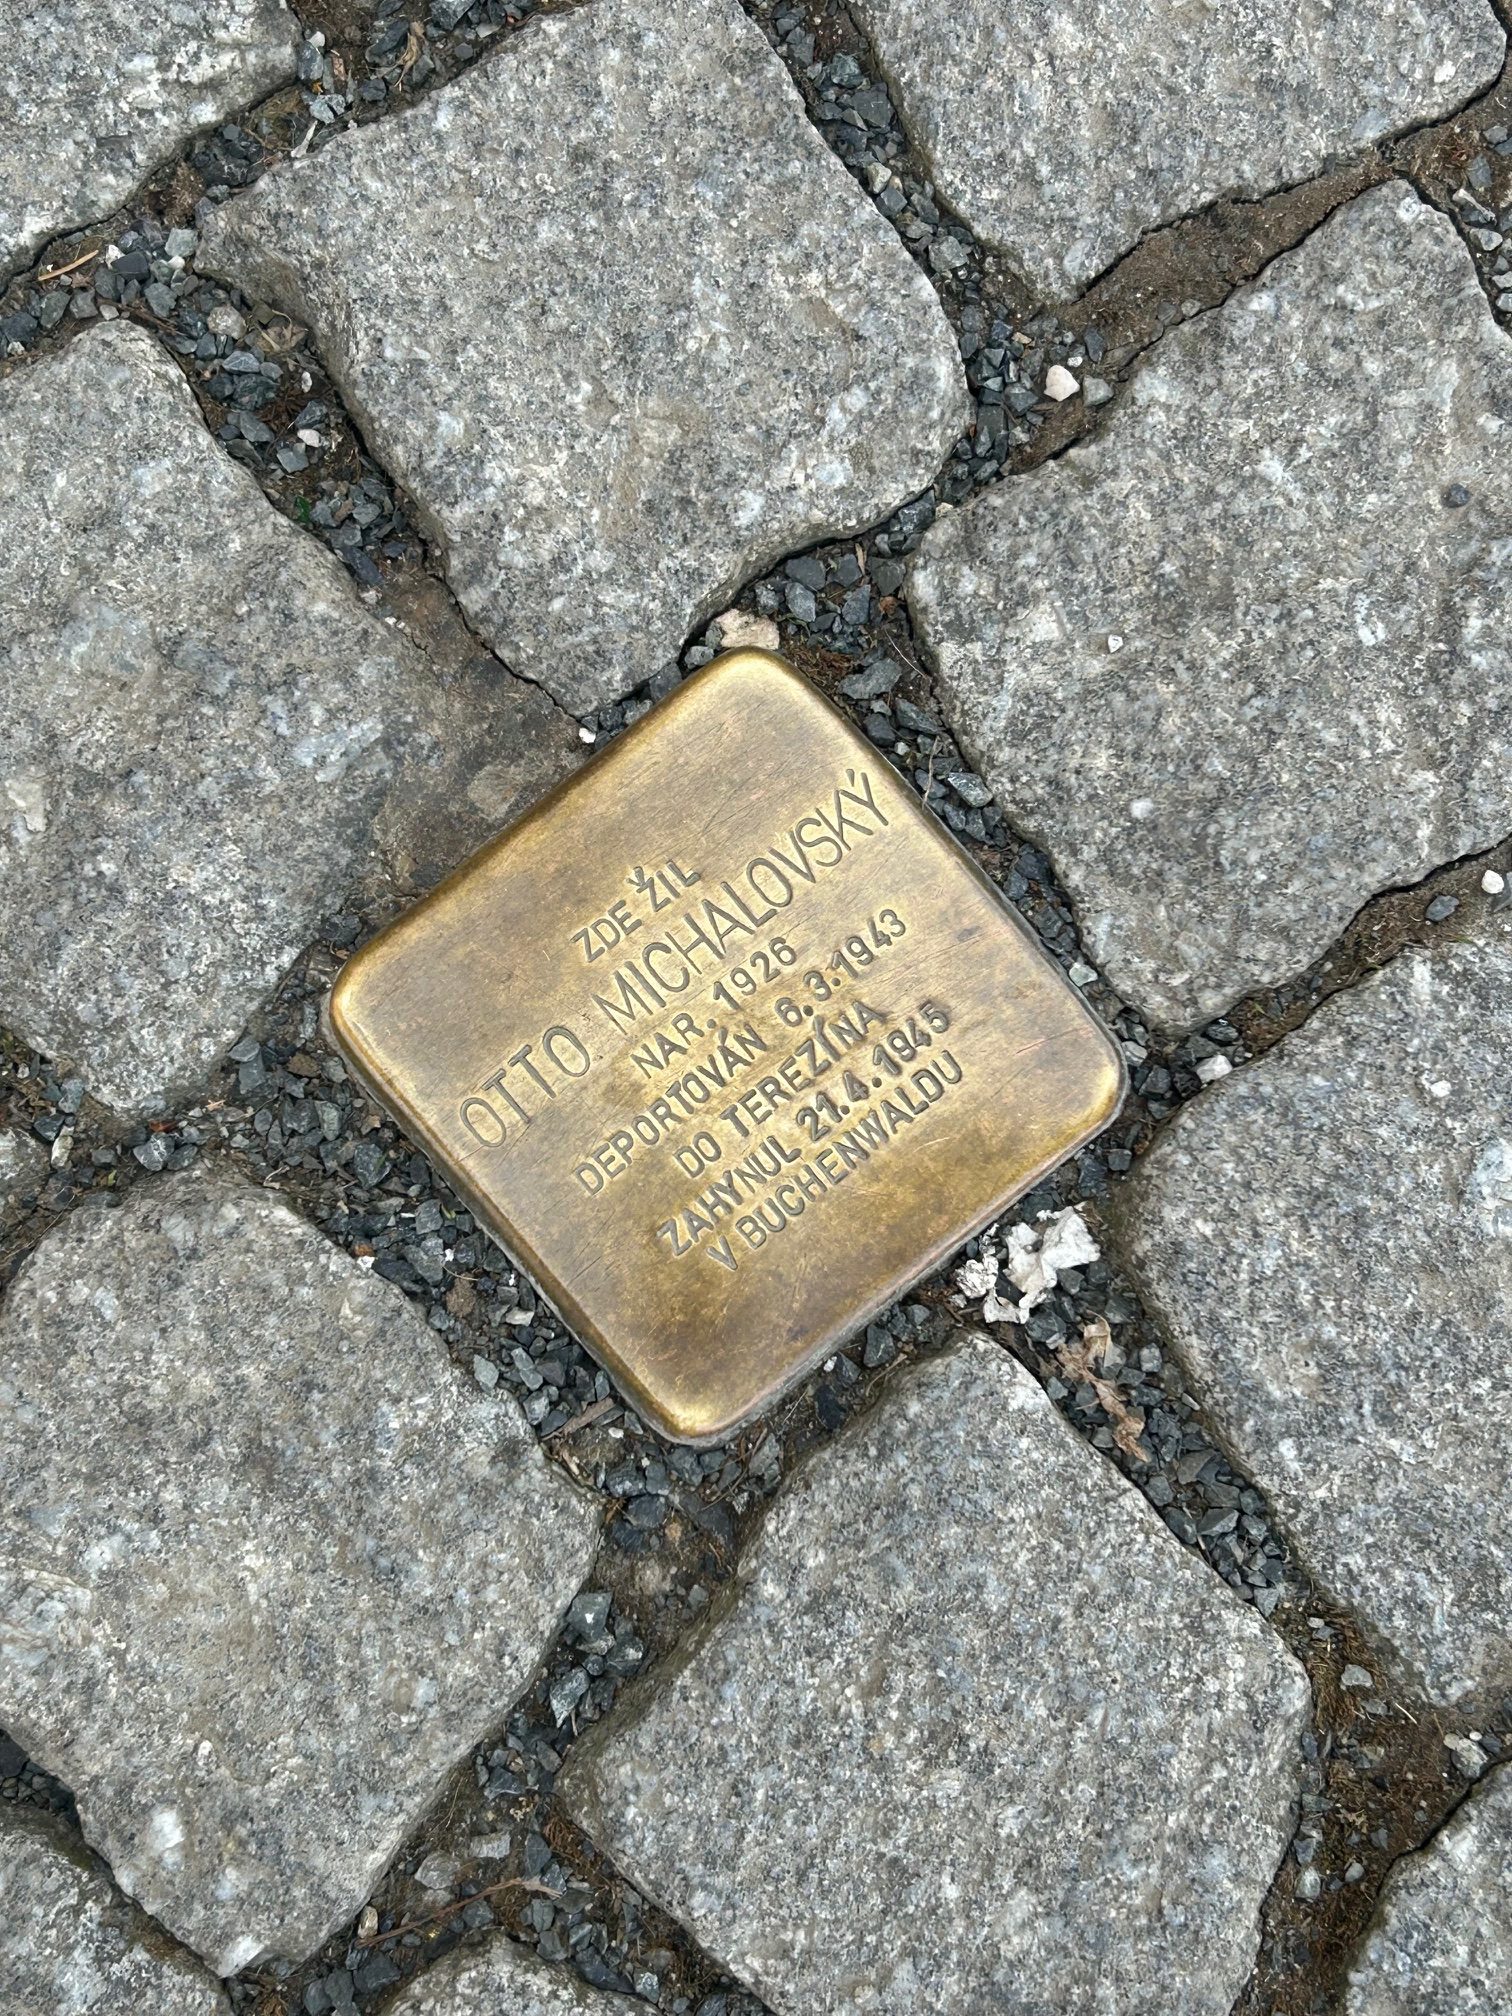 ZDE ŽIL
OTTO MICHALOVSKÝ
NAR. 1926
DEPORTOVÁN 6.3.1943
DO TEREZÍNA
ZAHYNUL 21.4.1945
V BUCHENWALDU